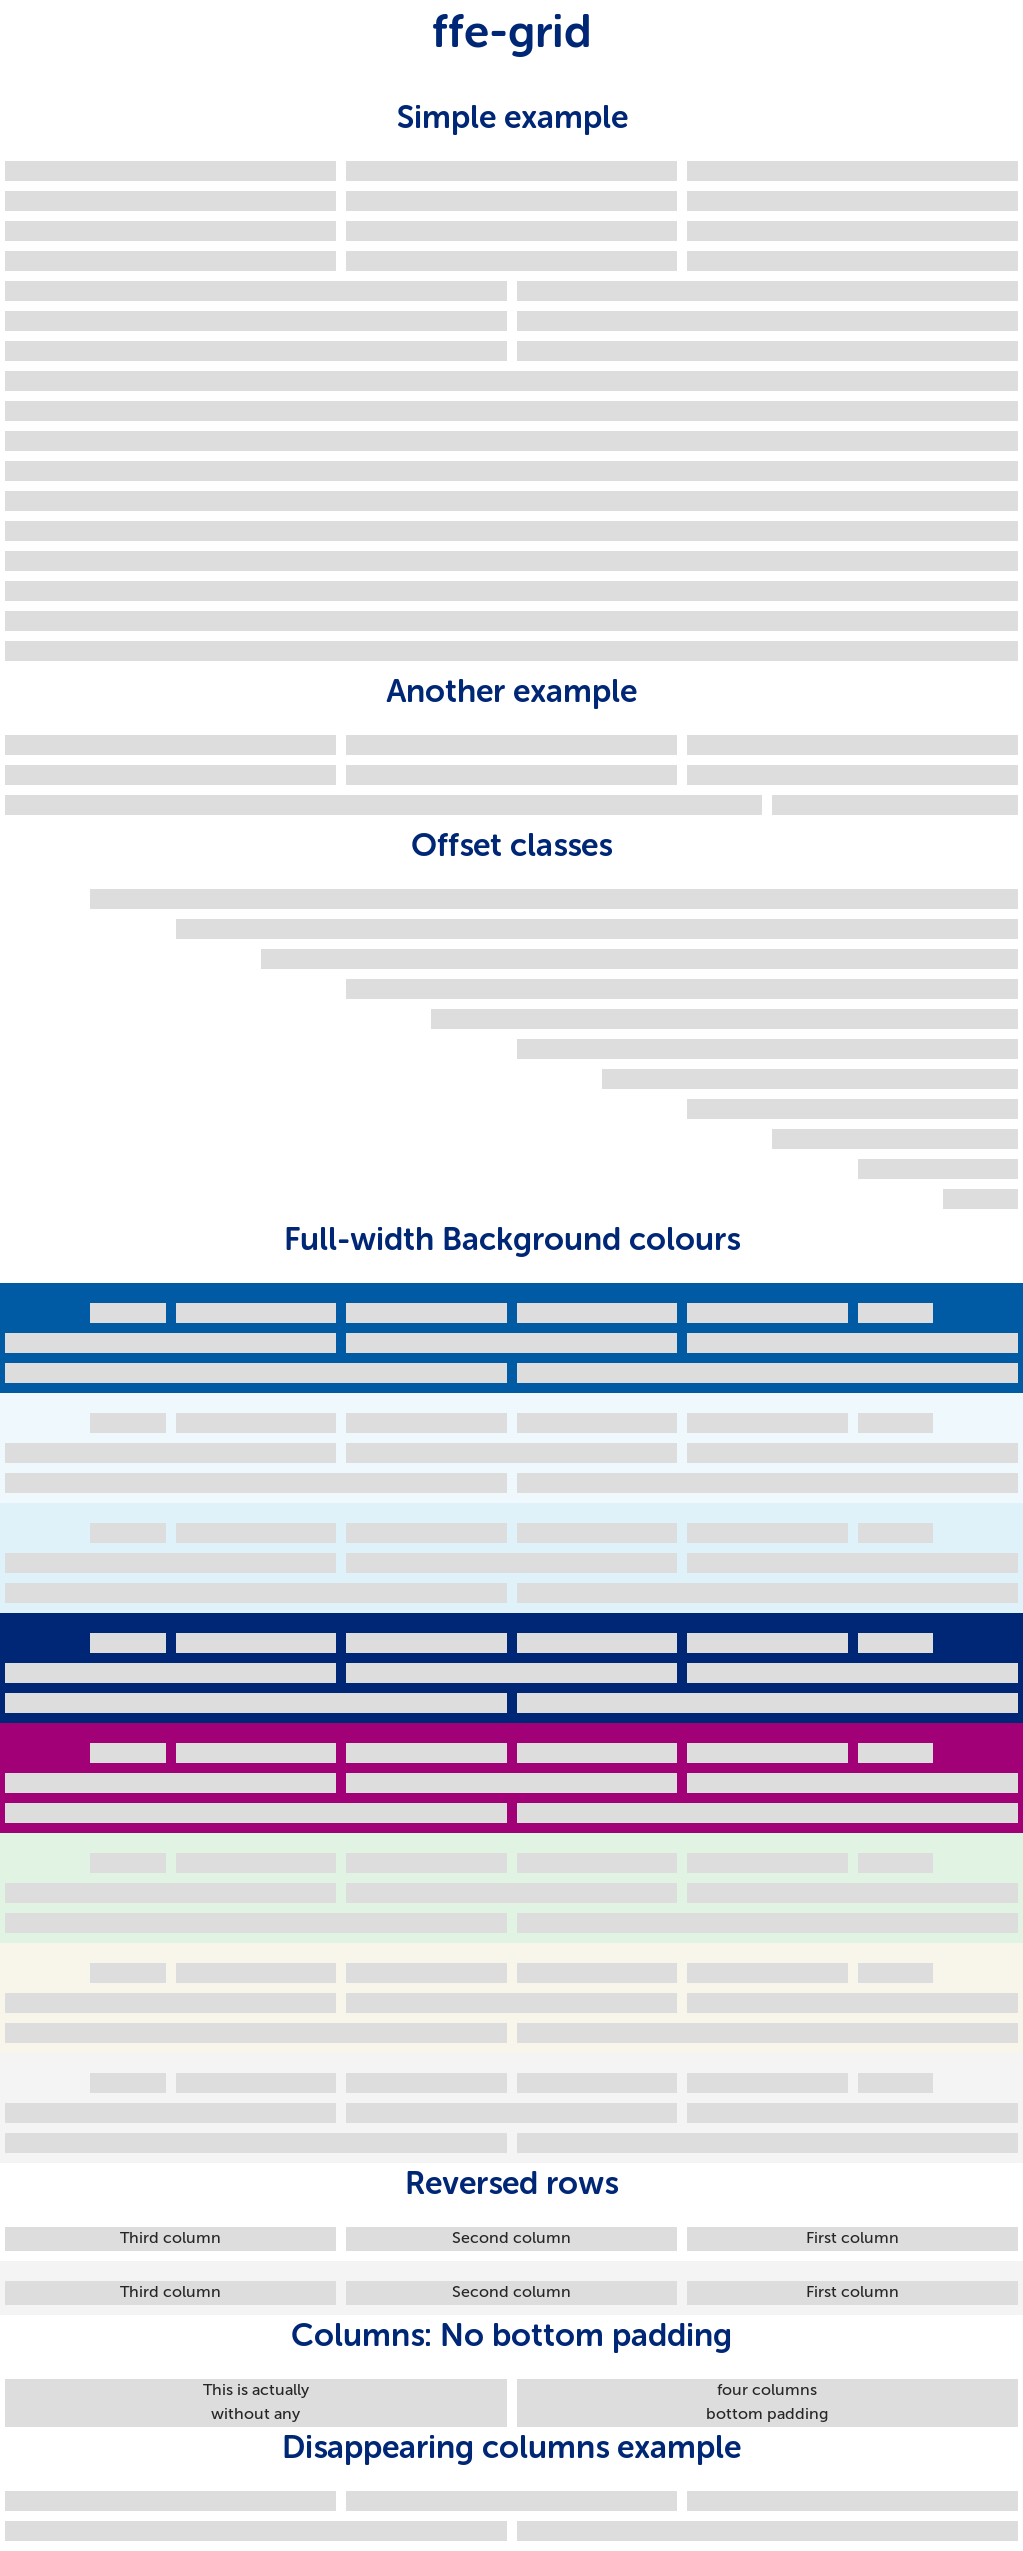 ffe-grid
Simple example
Another example
Offset classes
Full-width Background colours
Reversed rows
Third column Second column First column
Third column Second column First column
Columns: No bottom padding
This is actually four columns
without any bottom padding
Disappearing columns example